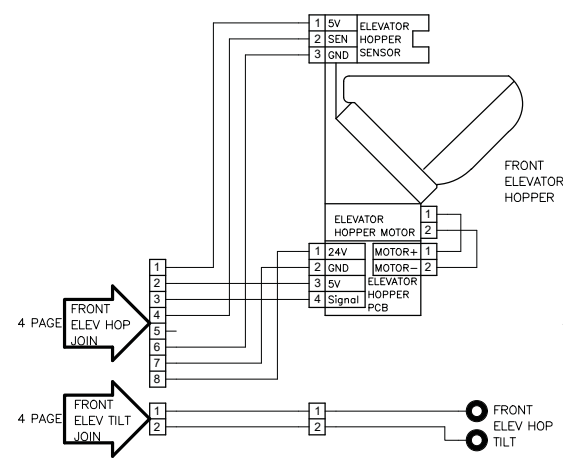 1 5V ELEVATOR
2 SEN HOPPER
3 GND SENSOR
FRONT
ELEVATOR
HOPPER
ELEVATOR
HOPPER MOTOR
1
2
1 24V MOTOR+ 1
2 GND MOTOR- 2
3 5V ELEVATOR
4 Signal HOPPER
PCB
1
2
3
4
5
6
7
8
4 PAGE
FRONT
ELEV HOP
JOIN
4 PAGE
FRONT
ELEV TILT
JOIN
1
2
1
2
FRONT
ELEV HOP
TILT